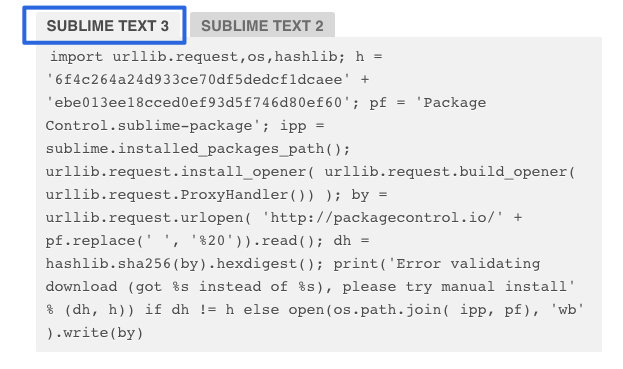 SUBLIME TEXT 3 SUBLIME TEXT 2
import urllib.request,os,hashlib; h =
'6f4c264a24d933ce70df5dedcf1dcaee' +
'ebe013ee18cced0ef93d5f746d80ef60'; pf = 'Package
Control.sublime-package'; ipp =
sublime.installed_packages_path();
urllib.request.install_opener( urllib.request.build_opener(
urllib.request.ProxyHandler()) ); by =
urllib.request.urlopen( 'http://packagecontrol.io/' +
pf.replace(' ', '%20')).read(); dh =
hashlib.sha256(by).hexdigest(); print('Error validating
download (got %s instead of %s), please try manual install'
% (dh, h)) if dh != h else open(os.path.join( ipp, pf), 'wb'
).write(by)